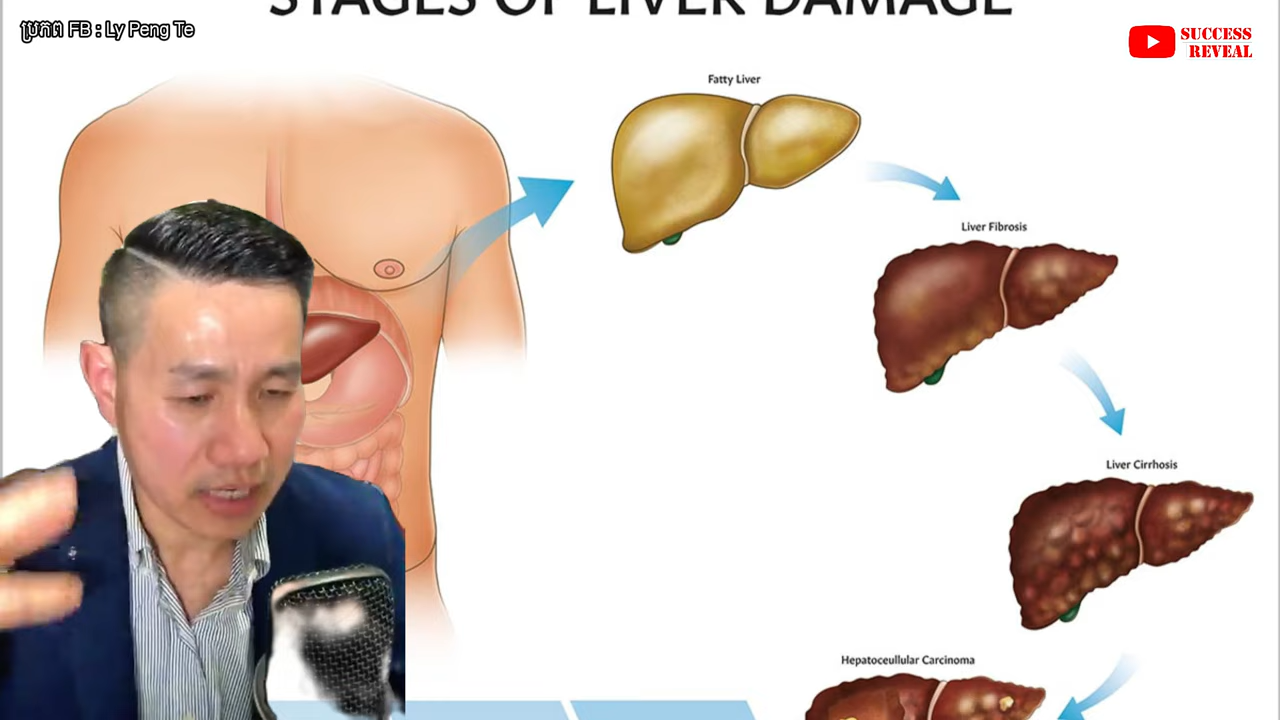 STAGES OF LIVER DAMAGE
ប្រភព FB : Ly Peng Te
SUCCESS
REVEAL
Fatty Liver
Liver Fibrosis
Liver Cirrhosis
Hepatoceullular Carcinoma